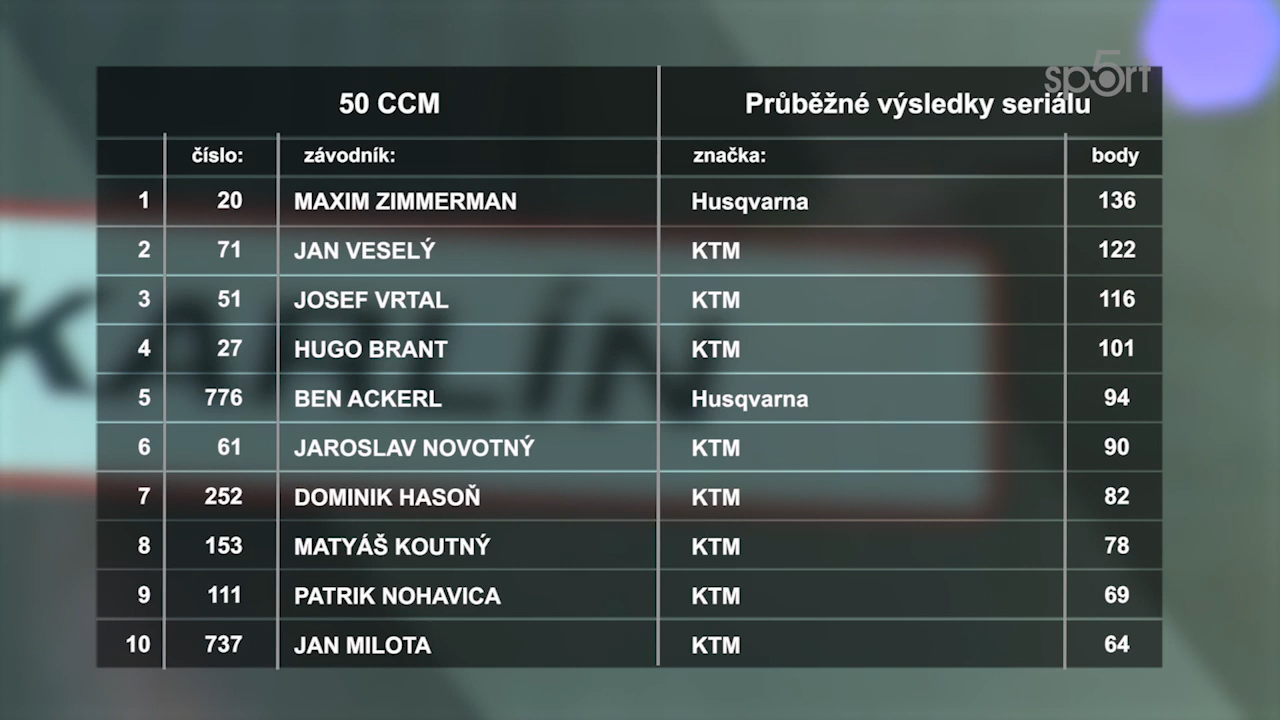 sp5rt
50 CCM Průběžné výsledky seriálu
číslo: závodník: značka: body
1 20 MAXIM ZIMMERMAN Husqvarna 136
2 71 JAN VESELÝ KTM 122
3 51 JOSEF VRTAL KTM 116
4 27 HUGO BRANT KTM 101
5 776 BEN ACKERL Husqvarna 94
6 61 JAROSLAV NOVOTNÝ KTM 90
7 252 DOMINIK HASOŇ KTM 82
8 153 MATYÁŠ KOUTNÝ KTM 78
9 111 PATRIK NOHAVICA KTM 69
10 737 JAN MILOTA KTM 64